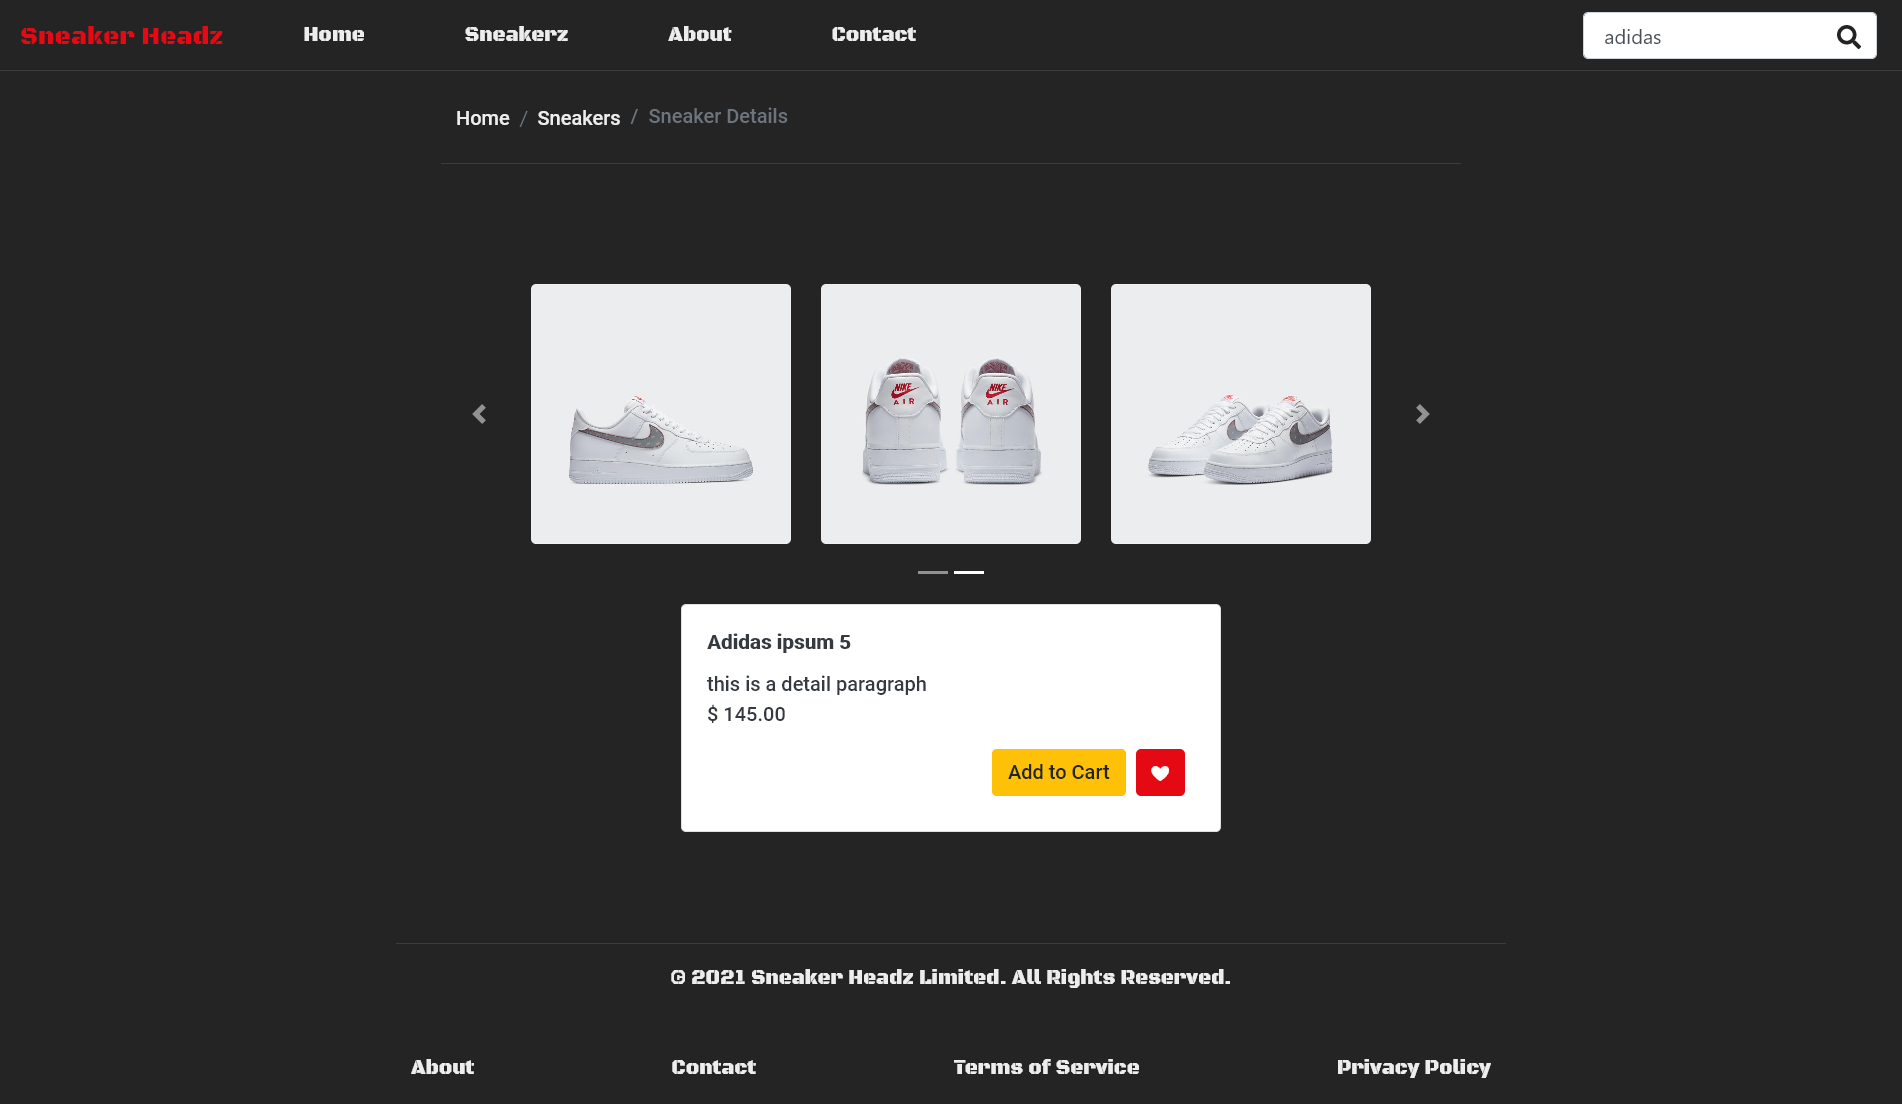 Sneaker Headz Home Sneakerz About Contact adidas
Home / Sneakers / Sneaker Details
NIKE NIKE
AIR AIR
Adidas ipsum 5
this is a detail paragraph
$ 145.00
Add to Cart
© 2021 Sneaker Headz Limited. All Rights Reserved.
About Contact Terms of Service Privacy Policy